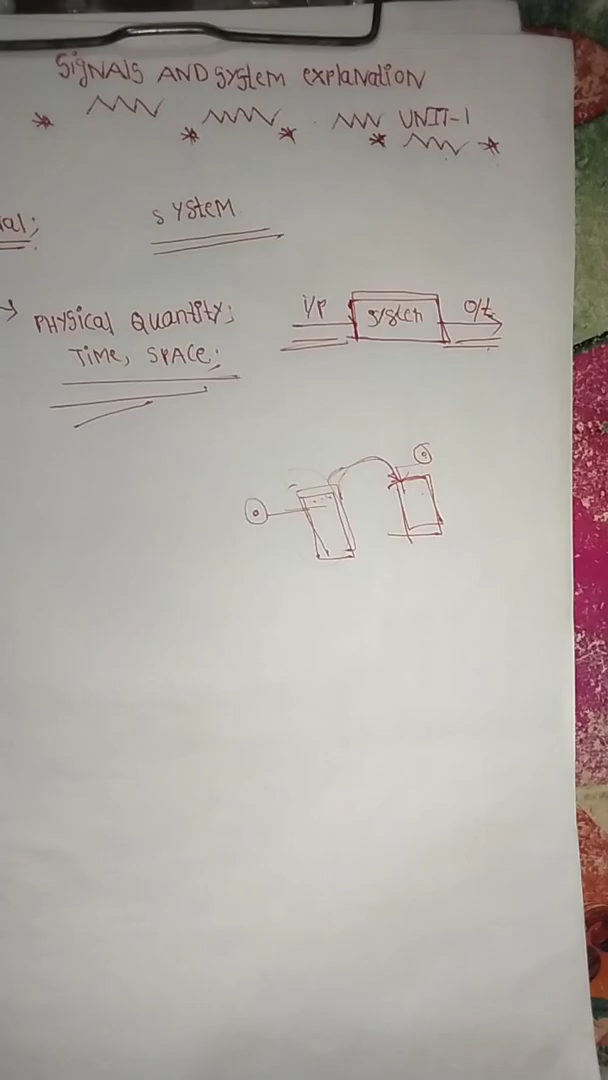 SigNAlS AND System explanation
UNIT-1
al;
SYSteM
PHYSical Quantity;
Time, SPACe;
i/P
System